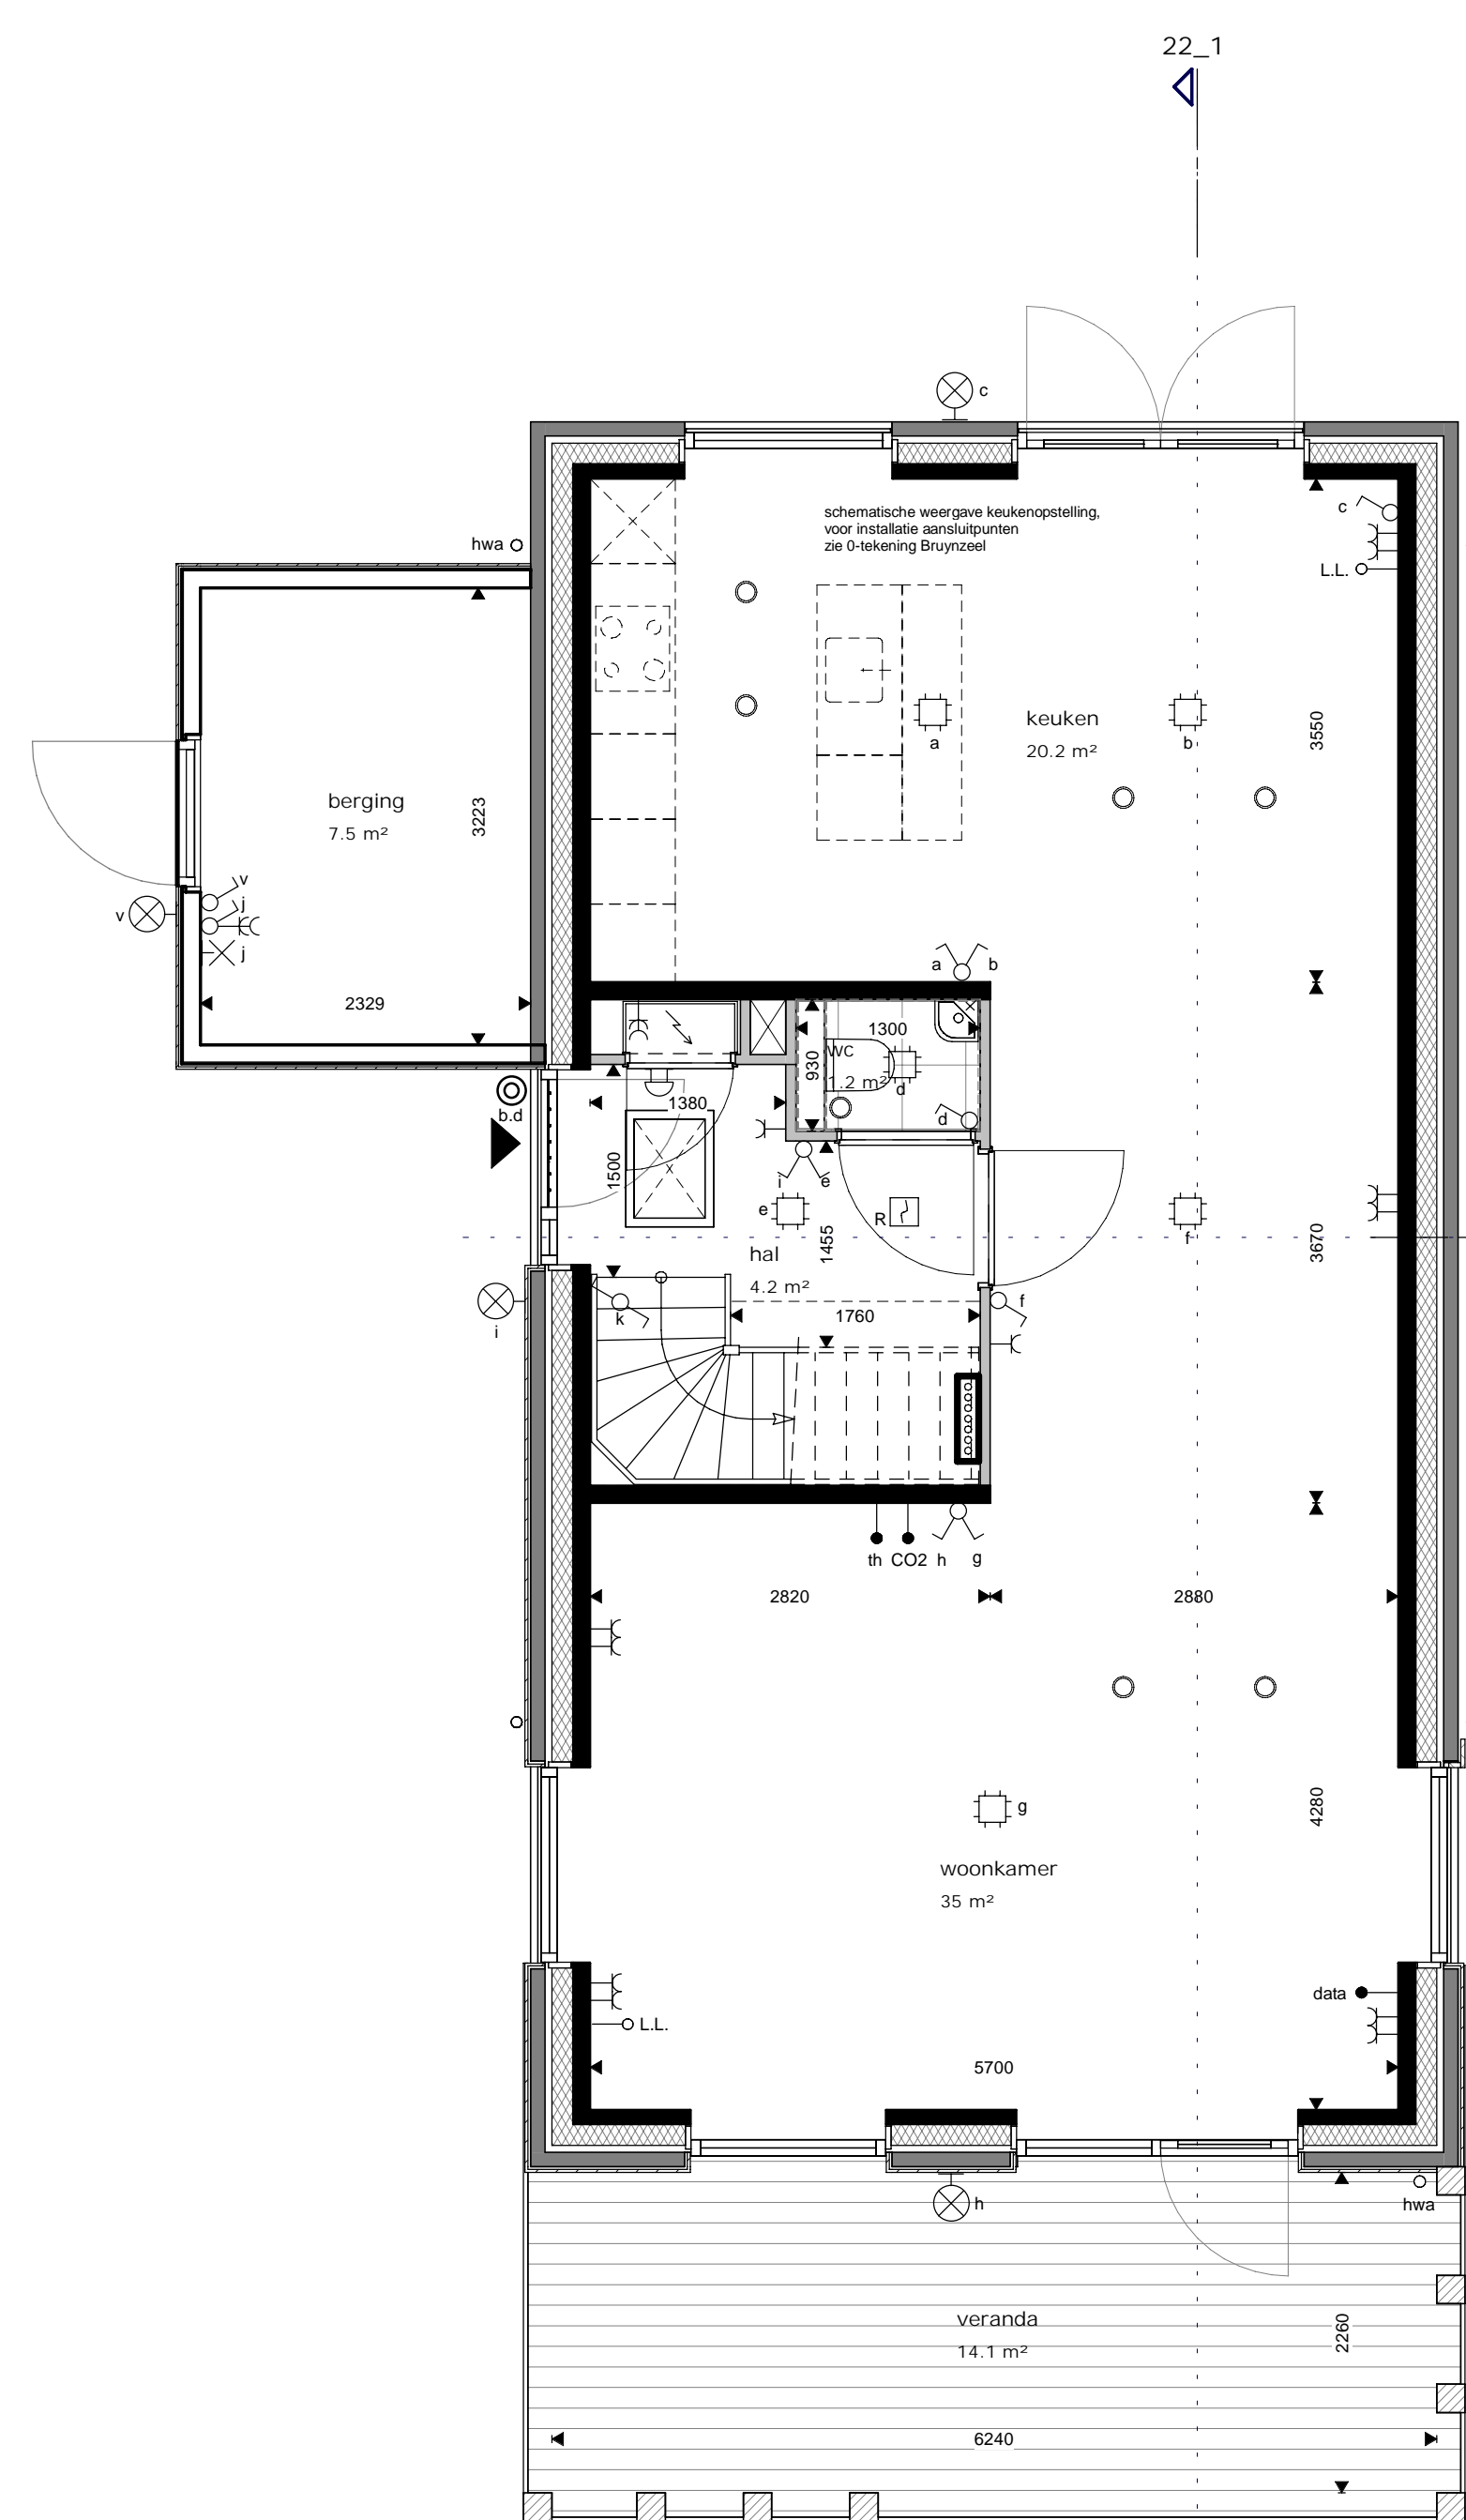 22_1
c
schematische weergave keukenopstelling,
voor installatie aansluitpunten
zie 0-tekening Bruynzeel
c
hwa
L.L.
keuken
20.2 m²
a
b
3550
berging
7.5 m²
3223
v
j
v
j
a
b
2329
1300
930
WC
1.2 m²
d
d
b.d
1380
1500
i
e
e
R
1455
f
3670
hal
4.2 m²
i
k
1760
f
th
CO2
h
g
2820
2880
g
4280
woonkamer
35 m²
data
L.L.
5700
h
hwa
veranda
14.1 m²
2260
6240